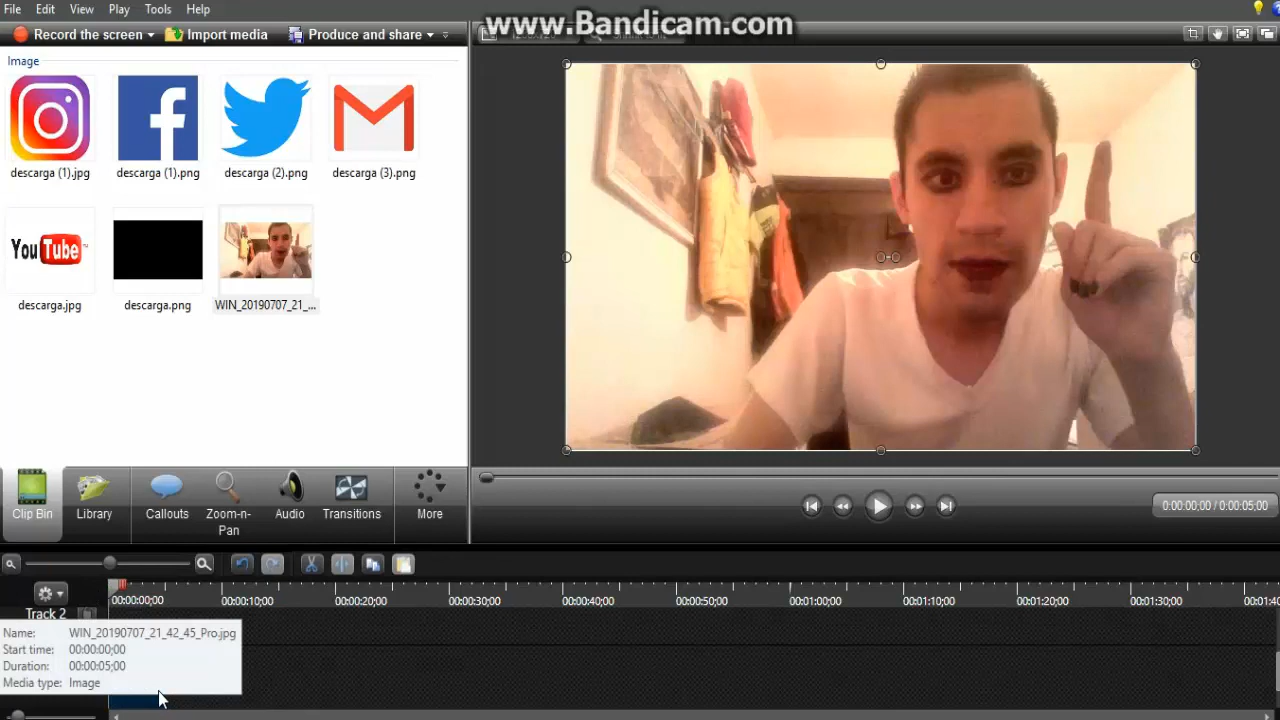 File Edit View Play Tools Help
www.Bandicam.com
Record the screen Import media Produce and share
Image
descarga (1).jpg descarga (1).png descarga (2).png descarga (3).png
You Tube
descarga.jpg descarga.png WIN_20190707_21_...
Clip Bin Library Callouts Zoom-n-Pan Audio Transitions More
0:00:00;00 / 0:00:05;00
00:00:00;00 00:00:10;00 00:00:20;00 00:00:30;00 00:00:40;00 00:00:50;00 00:01:00;00 00:01:10;00 00:01:20;00 00:01:30;00 00:01:40
Track 2
Name: WIN_20190707_21_42_45_Pro.jpg
Start time: 00:00:00;00
Duration: 00:00:05;00
Media type: Image